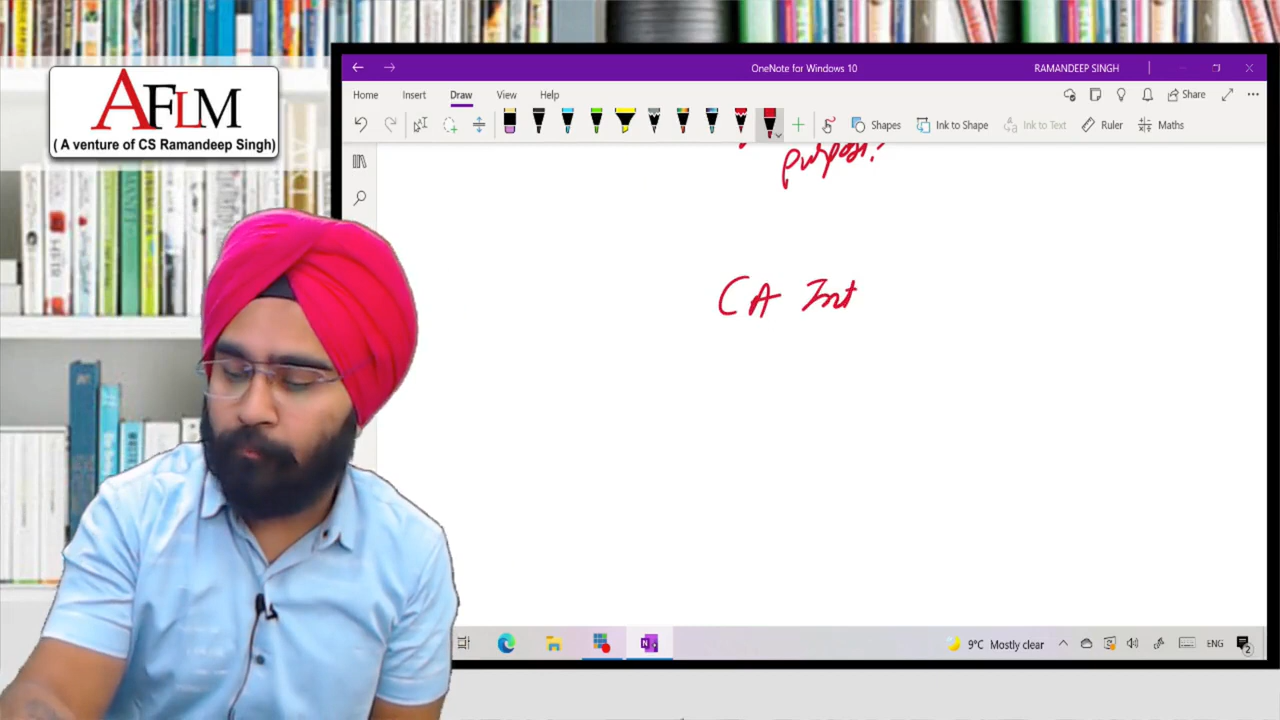 AFLM
( A venture of CS Ramandeep Singh)
OneNote for Windows 10
RAMANDEEP SINGH
Home Insert Draw View Help
Share
Shapes Ink to Shape Ink to Text Ruler Maths
CA Int
9°C Mostly clear
ENG
2